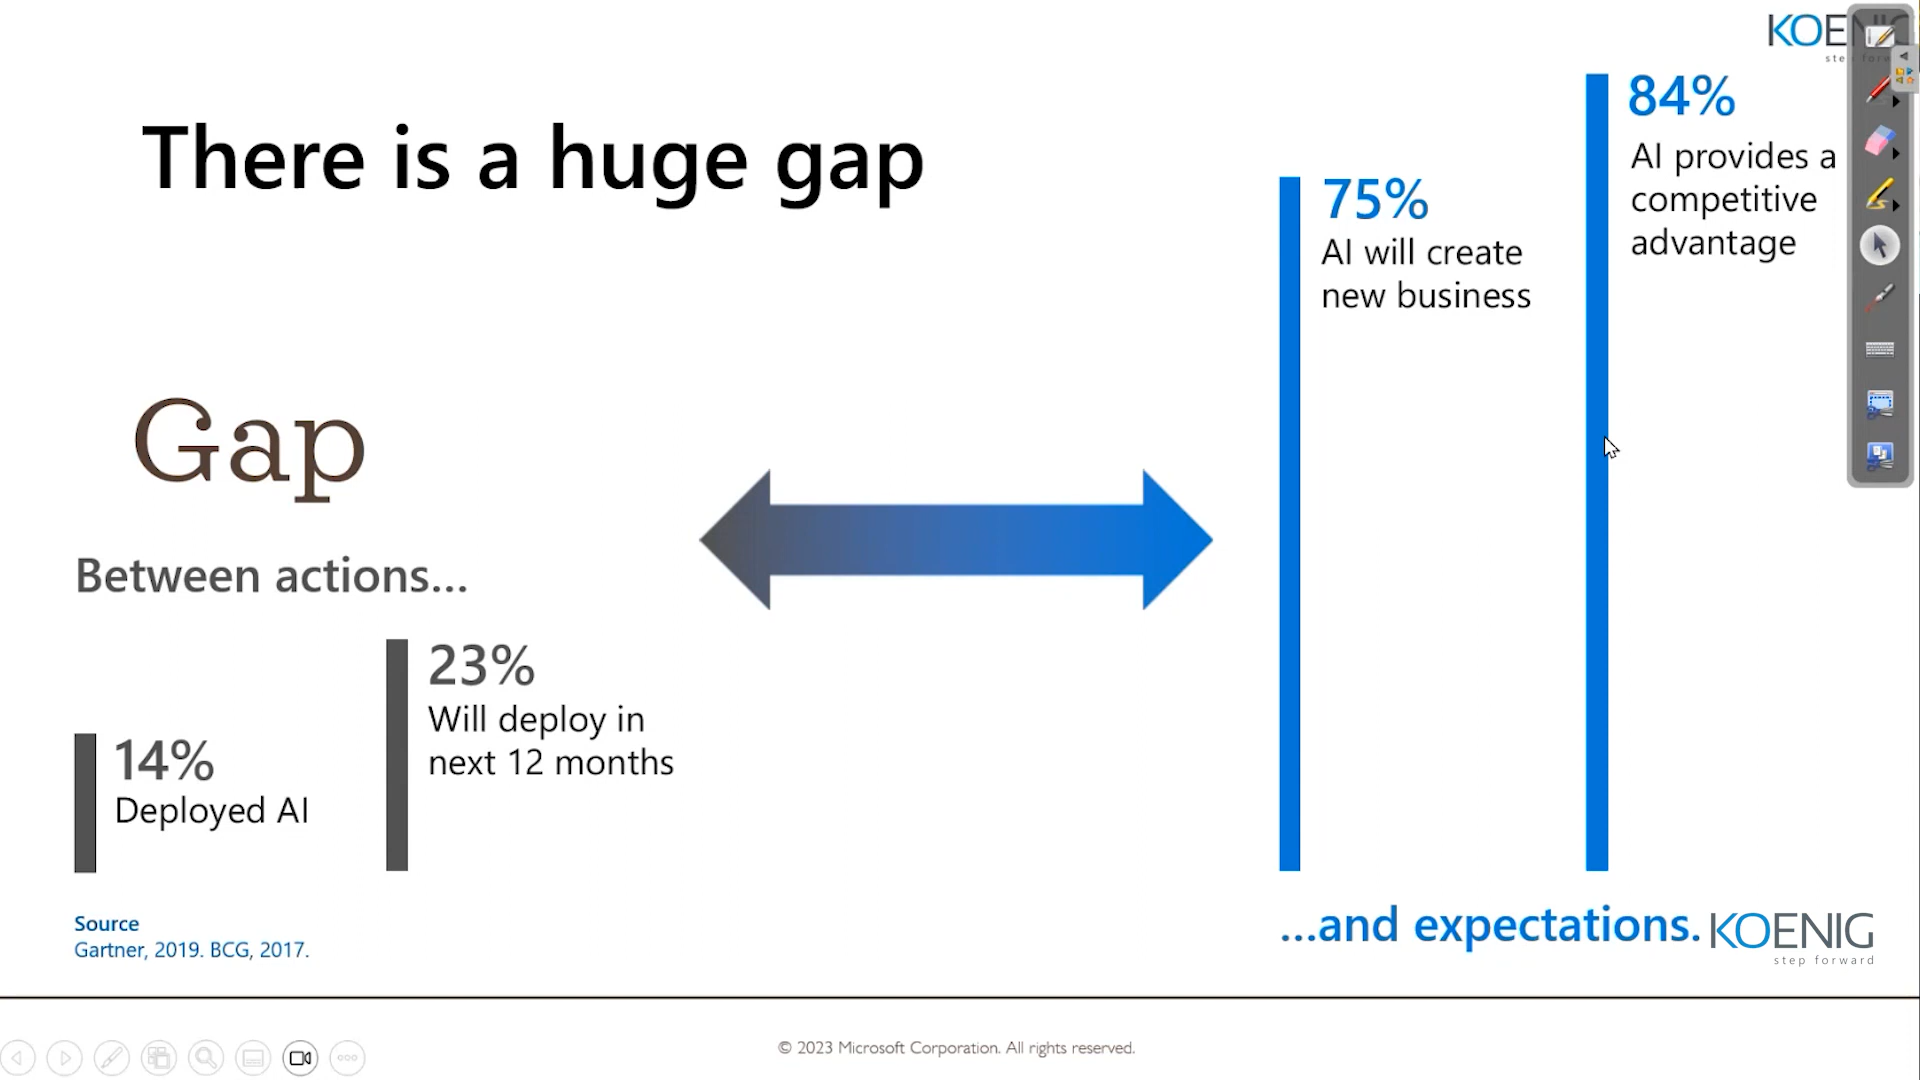 There is a huge gap
Gap
Between actions...
14%
Deployed AI
23%
Will deploy in
next 12 months
75%
AI will create
new business
84%
AI provides a
competitive
advantage
...and expectations.
KOENIG
step forward
Source
Gartner, 2019. BCG, 2017.
© 2023 Microsoft Corporation. All rights reserved.